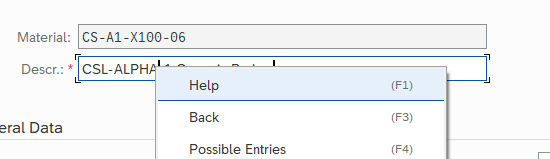 Material: CS-A1-X100-06
Descr.: * CSL-ALPHA
Help (F1)
Back (F3)
eral Data
Possible Entries (F4)